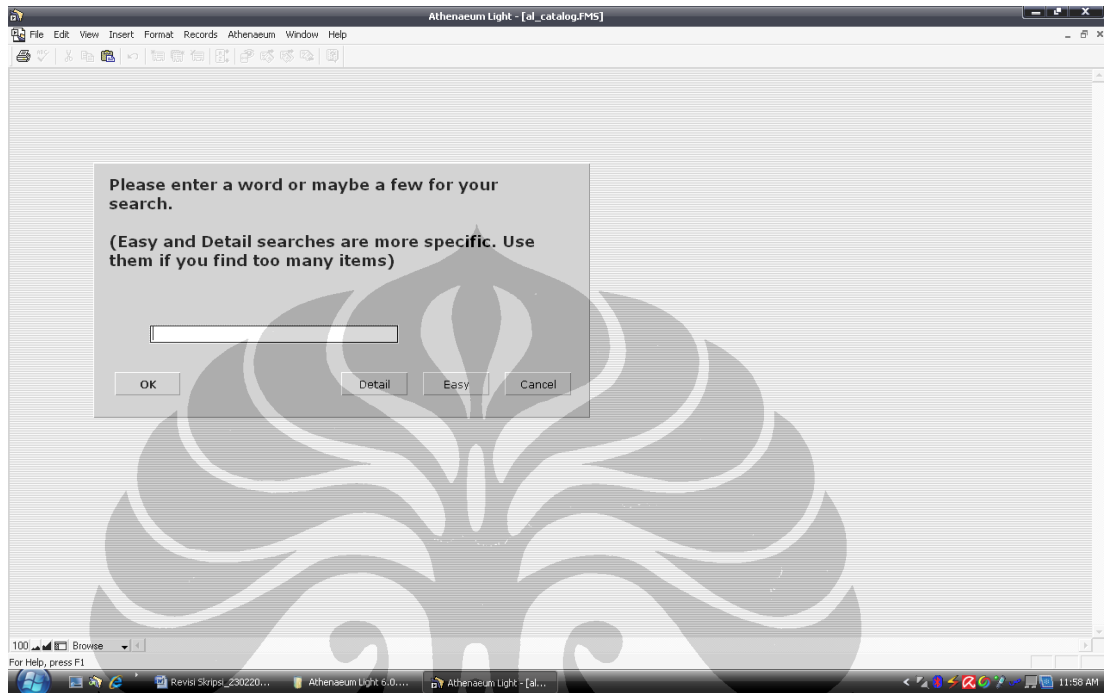 Athenaeum Light - [al_catalog.FMS]
File Edit View Insert Format Records Athenaeum Window Help
Please enter a word or maybe a few for your
search.
(Easy and Detail searches are more specific. Use
them if you find too many items)
OK Detail Easy Cancel
100 Browse
For Help, press F1
Revisi Skripsi_230220... Athenaeum Light 6.0.... Athenaeum Light - [al... 11:58 AM